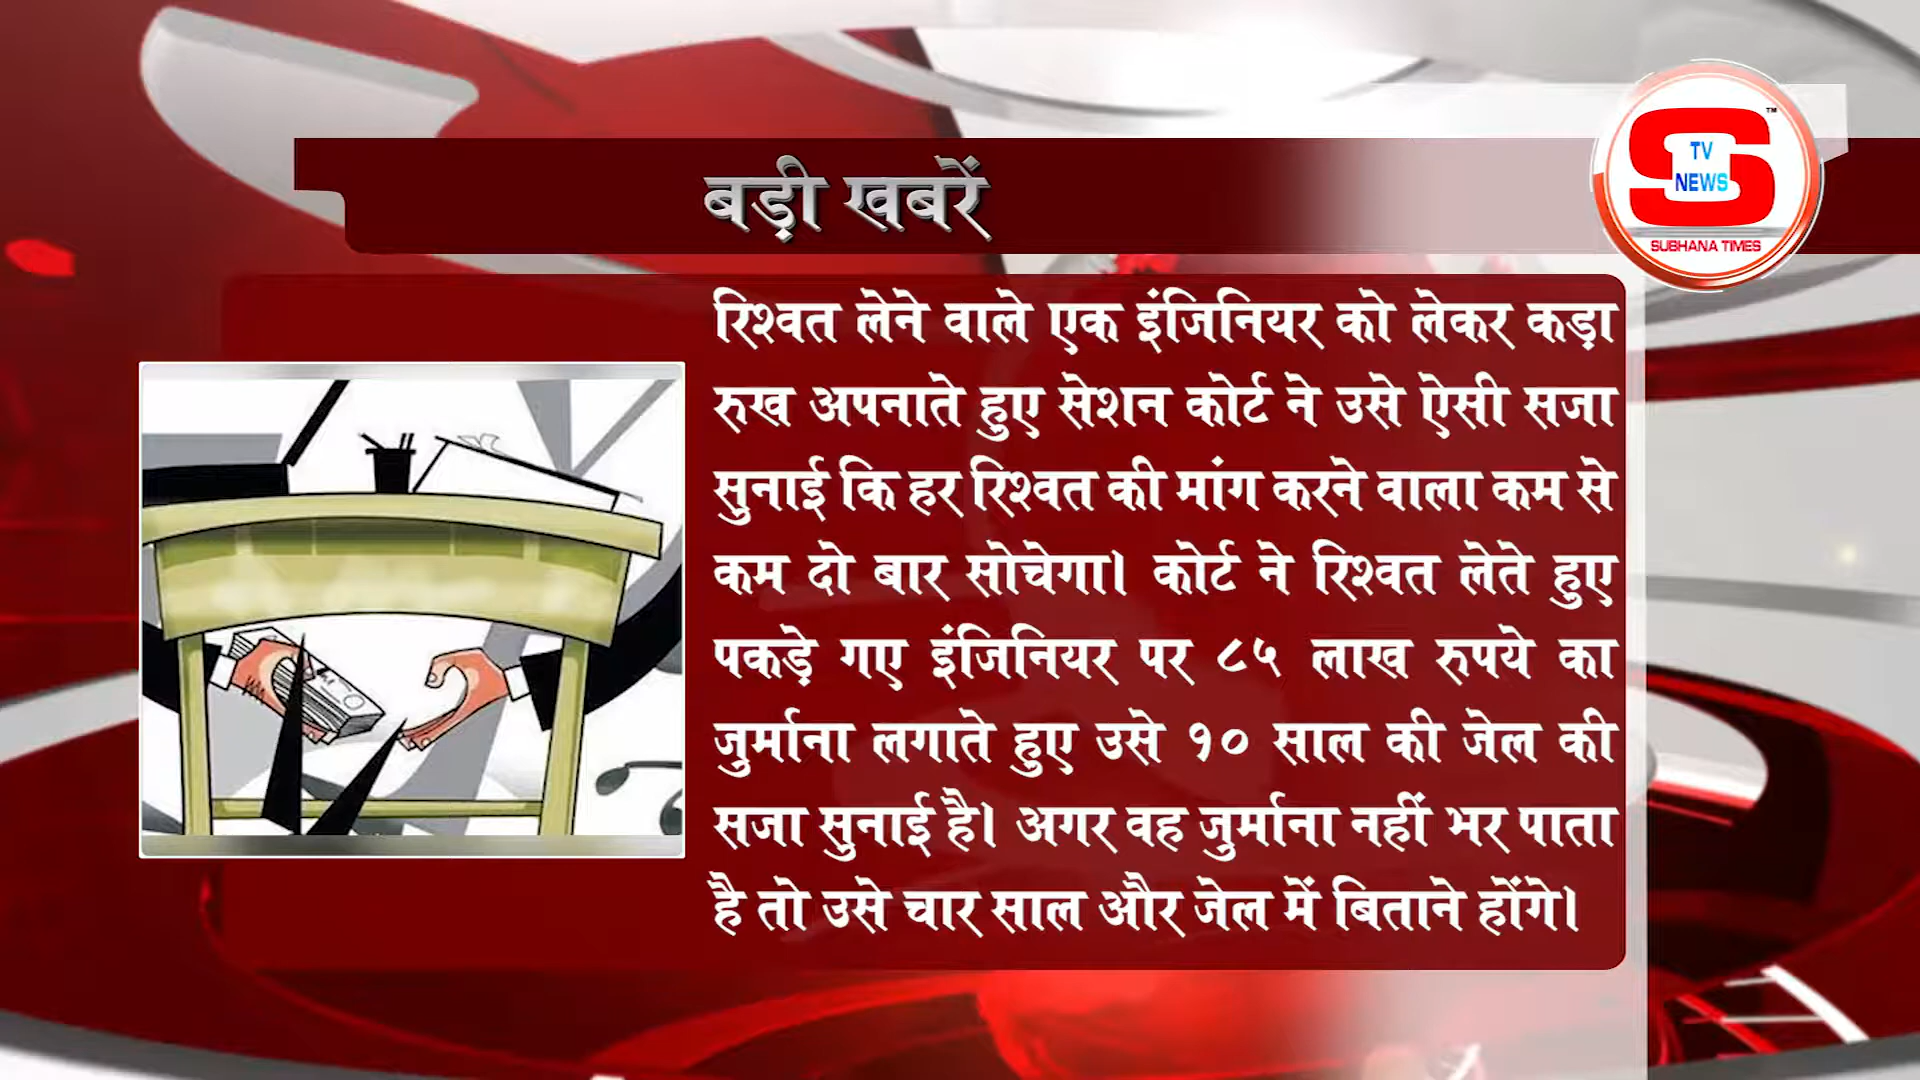 बड़ी खबरें
TM
TV
NEWS
SUBHANA TIMES
रिश्वत लेने वाले एक इंजिनियर को लेकर कड़ा
रुख अपनाते हुए सेशन कोर्ट ने उसे ऐसी सजा
सुनाई कि हर रिश्वत की मांग करने वाला कम से
कम दो बार सोचेगा। कोर्ट ने रिश्वत लेते हुए
पकड़े गए इंजिनियर पर ८५ लाख रुपये का
जुर्माना लगाते हुए उसे १० साल की जेल की
सजा सुनाई है। अगर वह जुर्माना नहीं भर पाता
है तो उसे चार साल और जेल में बिताने होंगे।